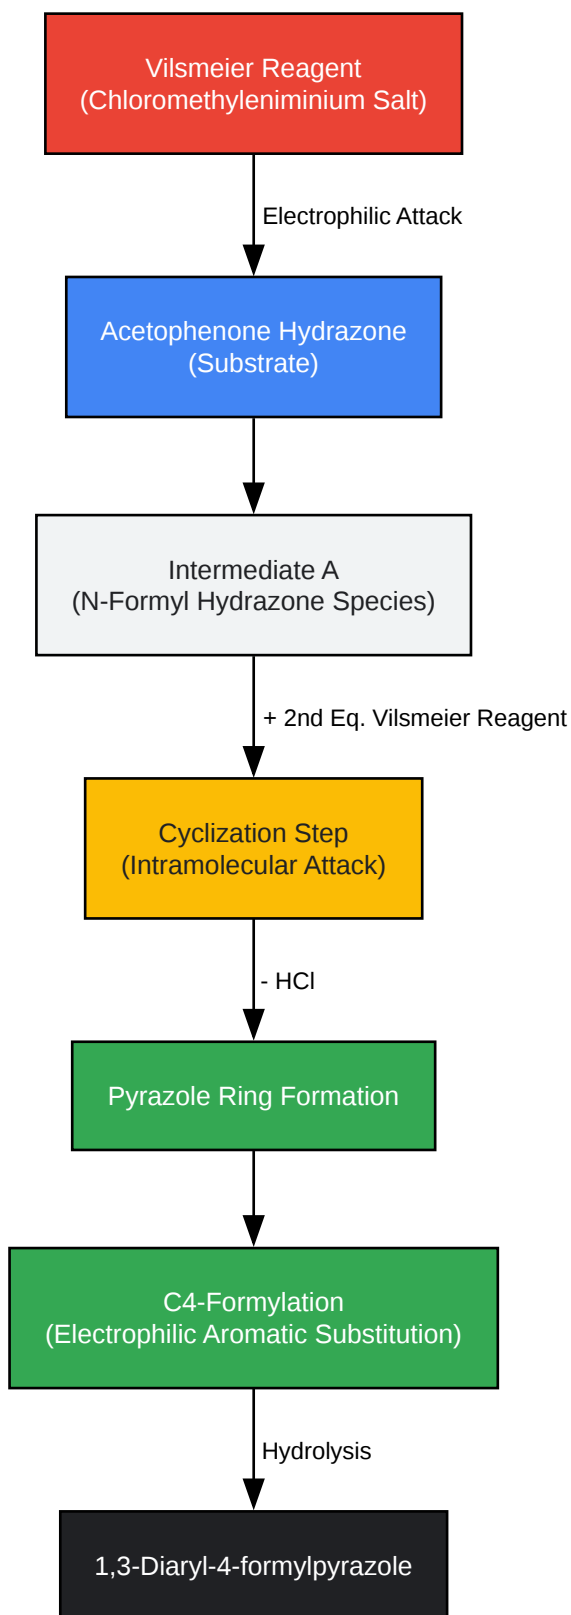 Vilsmeier Reagent
(Chloromethyleniminium Salt)
Electrophilic Attack
Acetophenone Hydrazone
(Substrate)
Intermediate A
(N-Formyl Hydrazone Species)
+ 2nd Eq. Vilsmeier Reagent
Cyclization Step
(Intramolecular Attack)
- HCl
Pyrazole Ring Formation
C4-Formylation
(Electrophilic Aromatic Substitution)
Hydrolysis
1,3-Diaryl-4-formylpyrazole